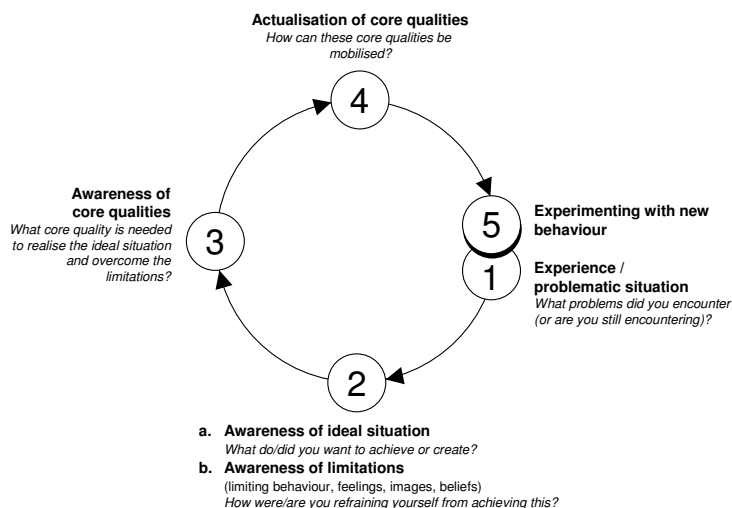 Actualisation of core qualities
How can these core qualities be
mobilised?
4
Awareness of
core qualities
What core quality is needed
to realise the ideal situation
and overcome the
limitations?
3
5
Experimenting with new
behaviour
1
Experience /
problematic situation
What problems did you encounter
(or are you still encountering)?
2
a. Awareness of ideal situation
What do/did you want to achieve or create?
b. Awareness of limitations
(limiting behaviour, feelings, images, beliefs)
How were/are you refraining yourself from achieving this?